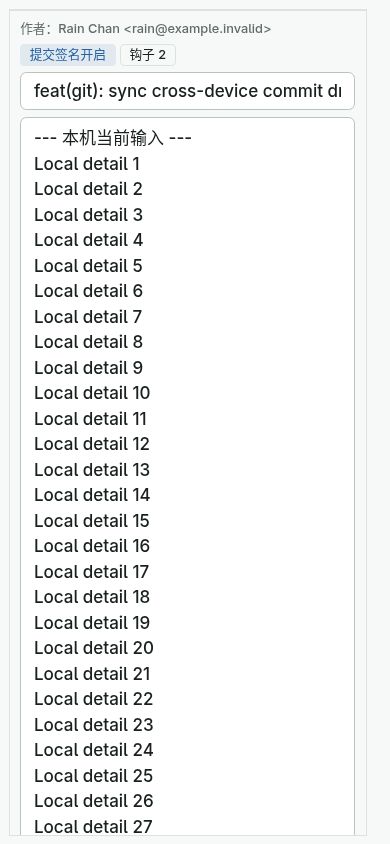 作者：Rain Chan <rain@example.invalid>
提交签名开启 钩子 2
feat(git): sync cross-device commit
--- 本机当前输入 ---
Local detail 1
Local detail 2
Local detail 3
Local detail 4
Local detail 5
Local detail 6
Local detail 7
Local detail 8
Local detail 9
Local detail 10
Local detail 11
Local detail 12
Local detail 13
Local detail 14
Local detail 15
Local detail 16
Local detail 17
Local detail 18
Local detail 19
Local detail 20
Local detail 21
Local detail 22
Local detail 23
Local detail 24
Local detail 25
Local detail 26
Local detail 27